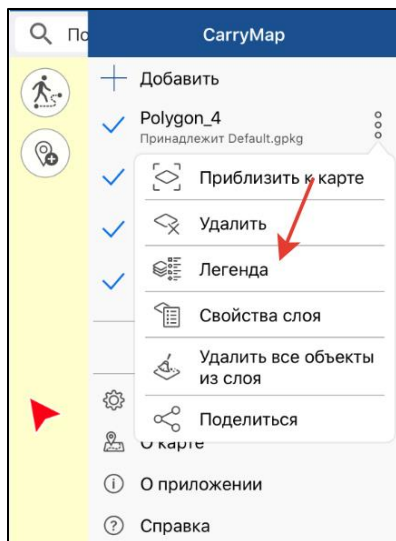 По
CarryMap
Добавить
Polygon_4
Принадлежит Default.gpkg
Приблизить к карте
Удалить
Легенда
Свойства слоя
Удалить все объекты
из слоя
Поделиться
О карте
О приложении
Справка